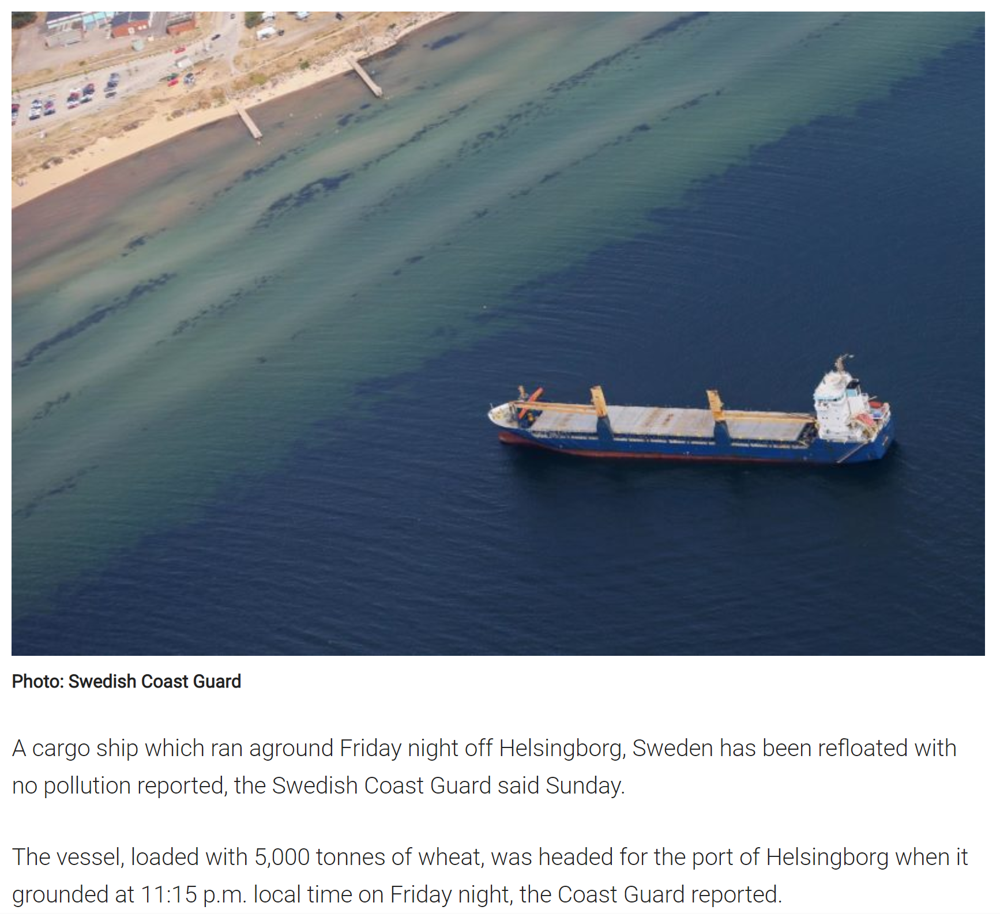 Photo: Swedish Coast Guard
A cargo ship which ran aground Friday night off Helsingborg, Sweden has been refloated with
no pollution reported, the Swedish Coast Guard said Sunday.
The vessel, loaded with 5,000 tonnes of wheat, was headed for the port of Helsingborg when it
grounded at 11:15 p.m. local time on Friday night, the Coast Guard reported.